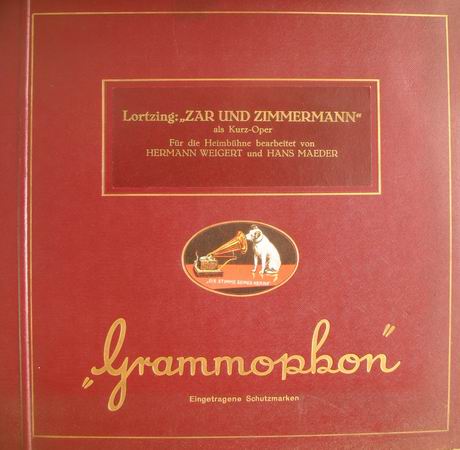 Lortzing: „ZAR UND ZIMMERMANN“
als Kurz-Oper
Für die Heimbühne bearbeitet von
HERMANN WEIGERT und HANS MAEDER
„DIE STIMME SEINES HERRN“
„Grammophon“
Eingetragene Schutzmarken